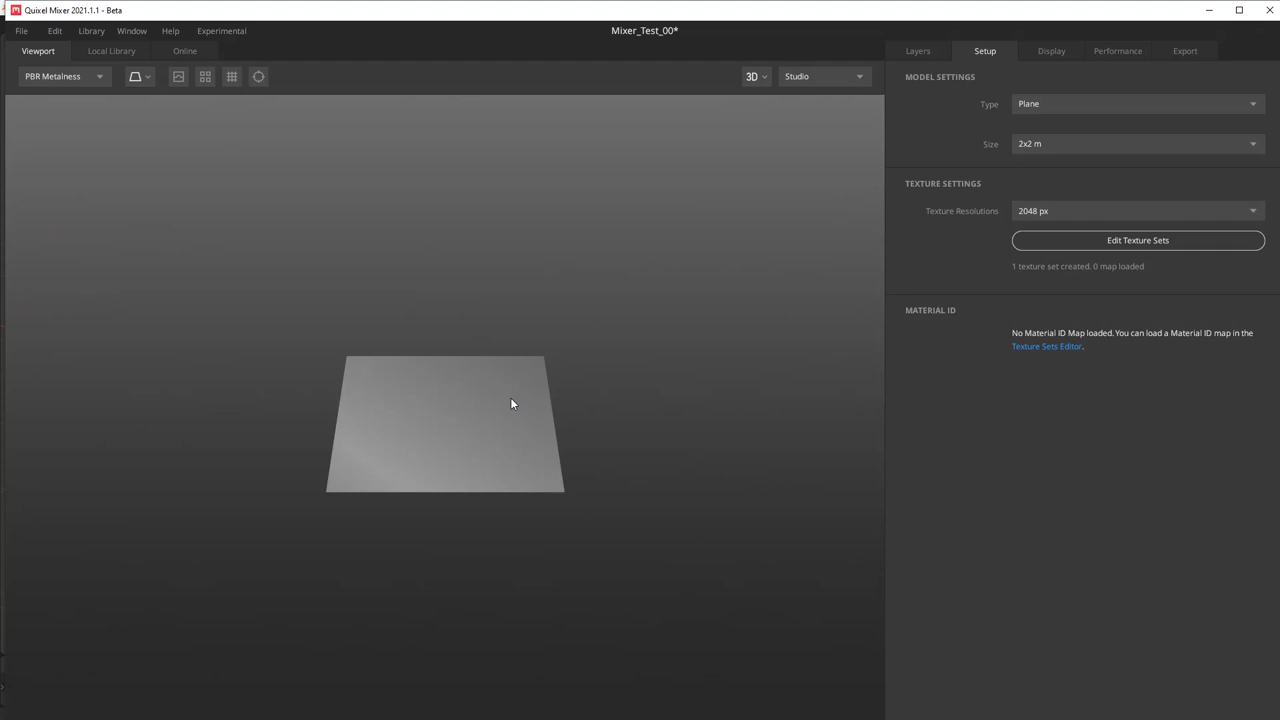 Quixel Mixer 2021.1.1 - Beta
File Edit Library Window Help Experimental
Mixer_Test_00*
Viewport Local Library Online
Layers Setup Display Performance Export
PBR Metalness
3D
Studio
MODEL SETTINGS
Type Plane
Size 2x2 m
TEXTURE SETTINGS
Texture Resolutions 2048 px
Edit Texture Sets
1 texture set created. 0 map loaded
MATERIAL ID
No Material ID Map loaded. You can load a Material ID map in the
Texture Sets Editor.